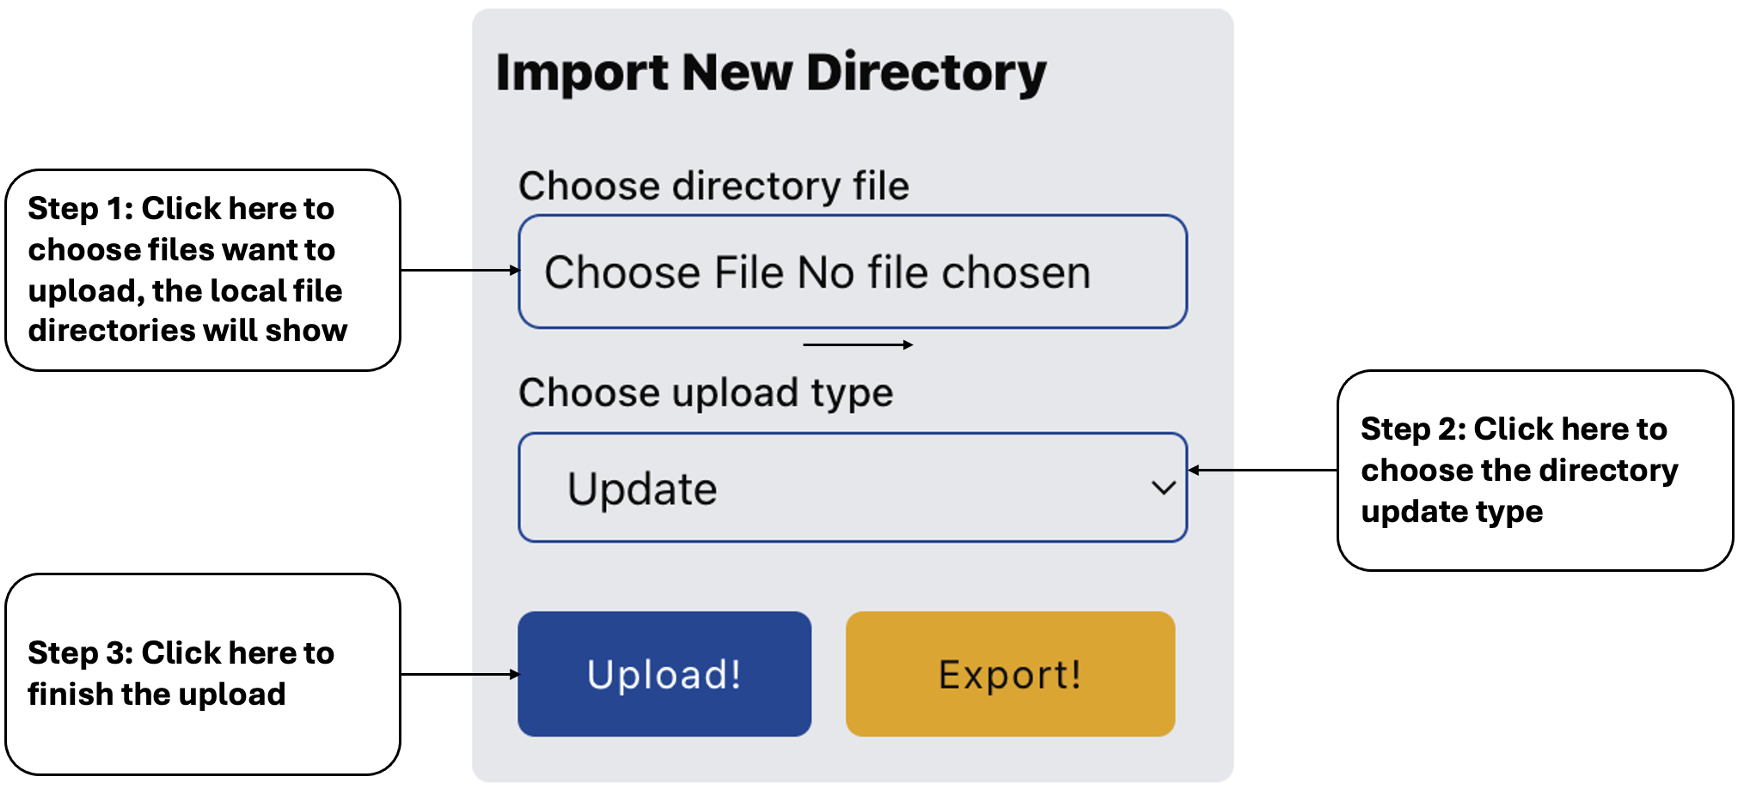 Import New Directory
Choose directory file
Step 1: Click here to
choose files want to
upload, the local file
directories will show
Choose File No file chosen
Choose upload type
Update
Step 2: Click here to
choose the directory
update type
Step 3: Click here to
finish the upload
Upload!
Export!